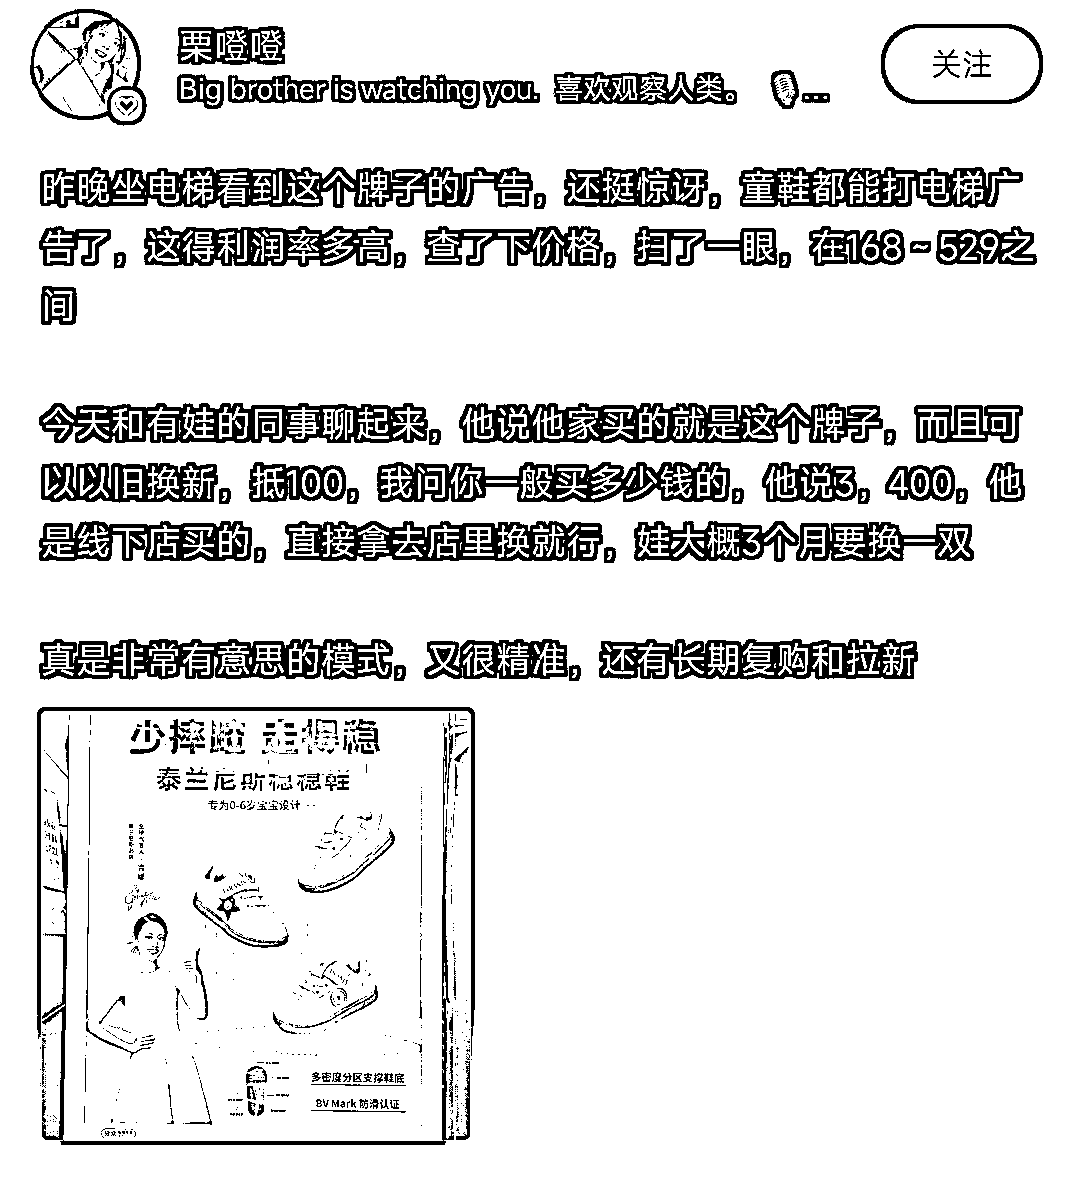 栗噔噔
关注
Big brother is watching you. 喜欢观察人类。 🎙️...
昨晚坐电梯看到这个牌子的广告，还挺惊讶，童鞋都能打电梯广
告了，这得利润率多高，查了下价格，扫了一眼，在168～529之
间
今天和有娃的同事聊起来，他说他家买的就是这个牌子，而且可
以以旧换新，抵100，我问你一般买多少钱的，他说3，400，他
是线下店买的，直接拿去店里换就行，娃大概3个月要换一双
真是非常有意思的模式，又很精准，还有长期复购和拉新
少摔跤 走得稳
泰兰尼斯稳稳鞋
专为0-6岁宝宝设计
多密度分区支撑鞋底
BV Mark 防滑认证